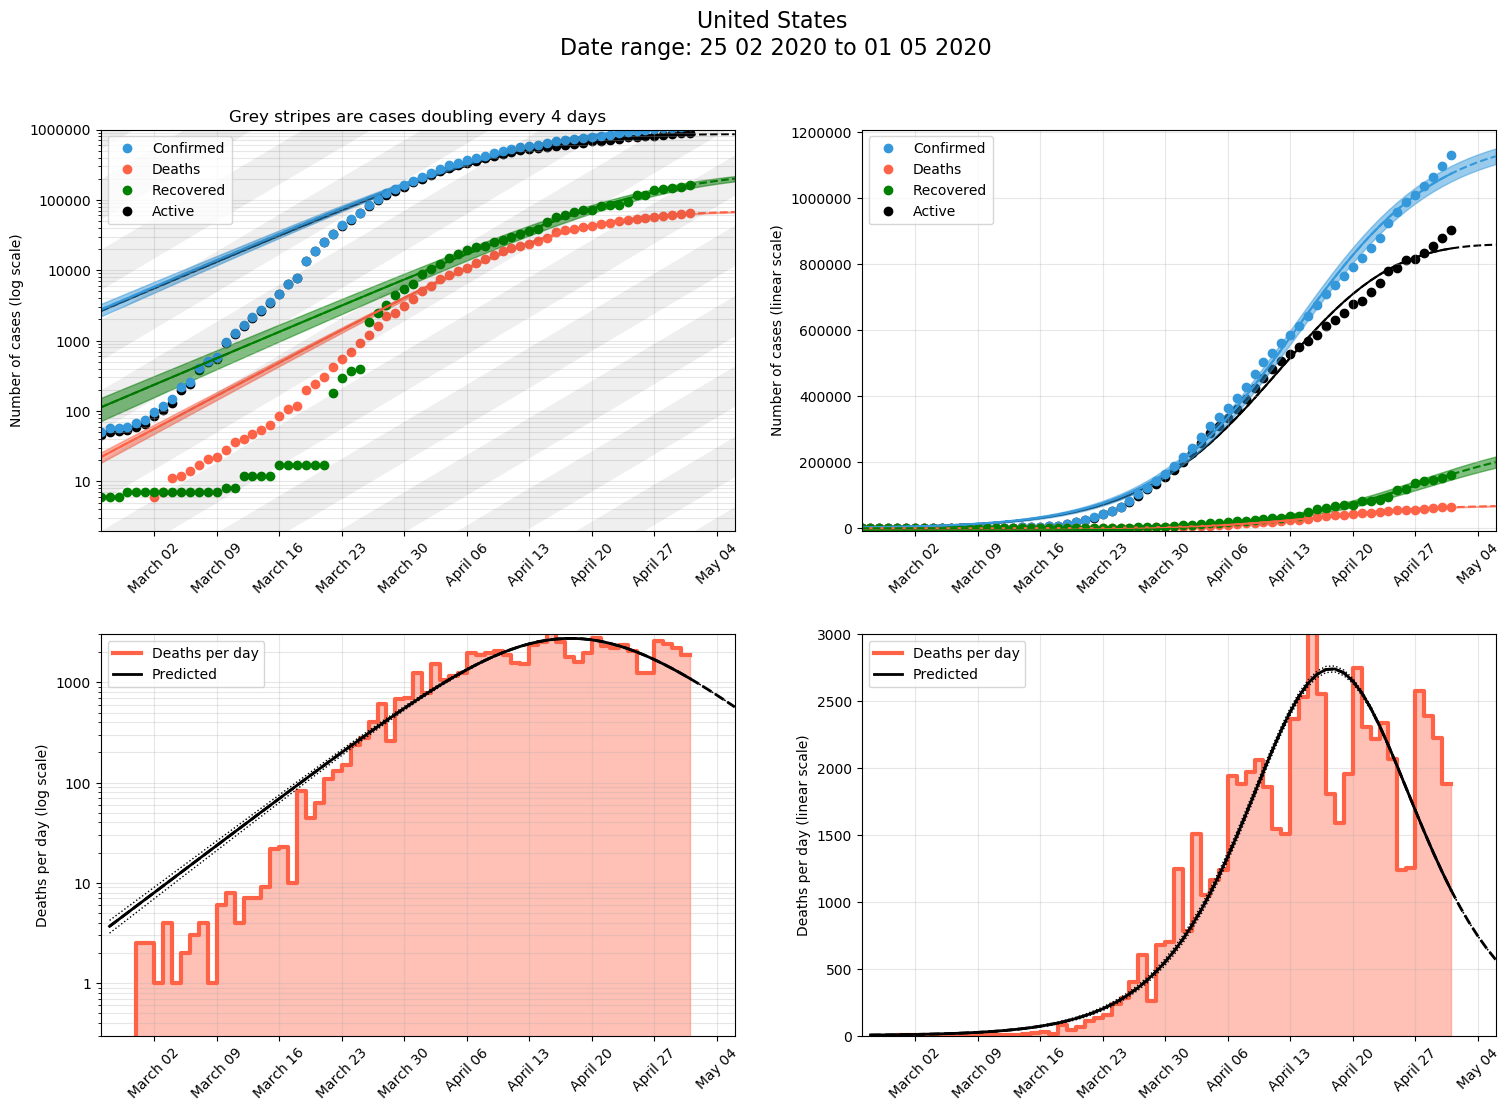 United States
Date range: 25 02 2020 to 01 05 2020
Grey stripes are cases doubling every 4 days
Number of cases (log scale)
1000000
100000
10000
1000
100
10
Confirmed
Deaths
Recovered
Active
March 02
March 09
March 16
March 23
March 30
April 06
April 13
April 20
April 27
May 04
Number of cases (linear scale)
1200000
1000000
800000
600000
400000
200000
0
Confirmed
Deaths
Recovered
Active
March 02
March 09
March 16
March 23
March 30
April 06
April 13
April 20
April 27
May 04
Deaths per day (log scale)
1000
100
10
1
Deaths per day
Predicted
March 02
March 09
March 16
March 23
March 30
April 06
April 13
April 20
April 27
May 04
Deaths per day (linear scale)
3000
2500
2000
1500
1000
500
0
Deaths per day
Predicted
March 02
March 09
March 16
March 23
March 30
April 06
April 13
April 20
April 27
May 04